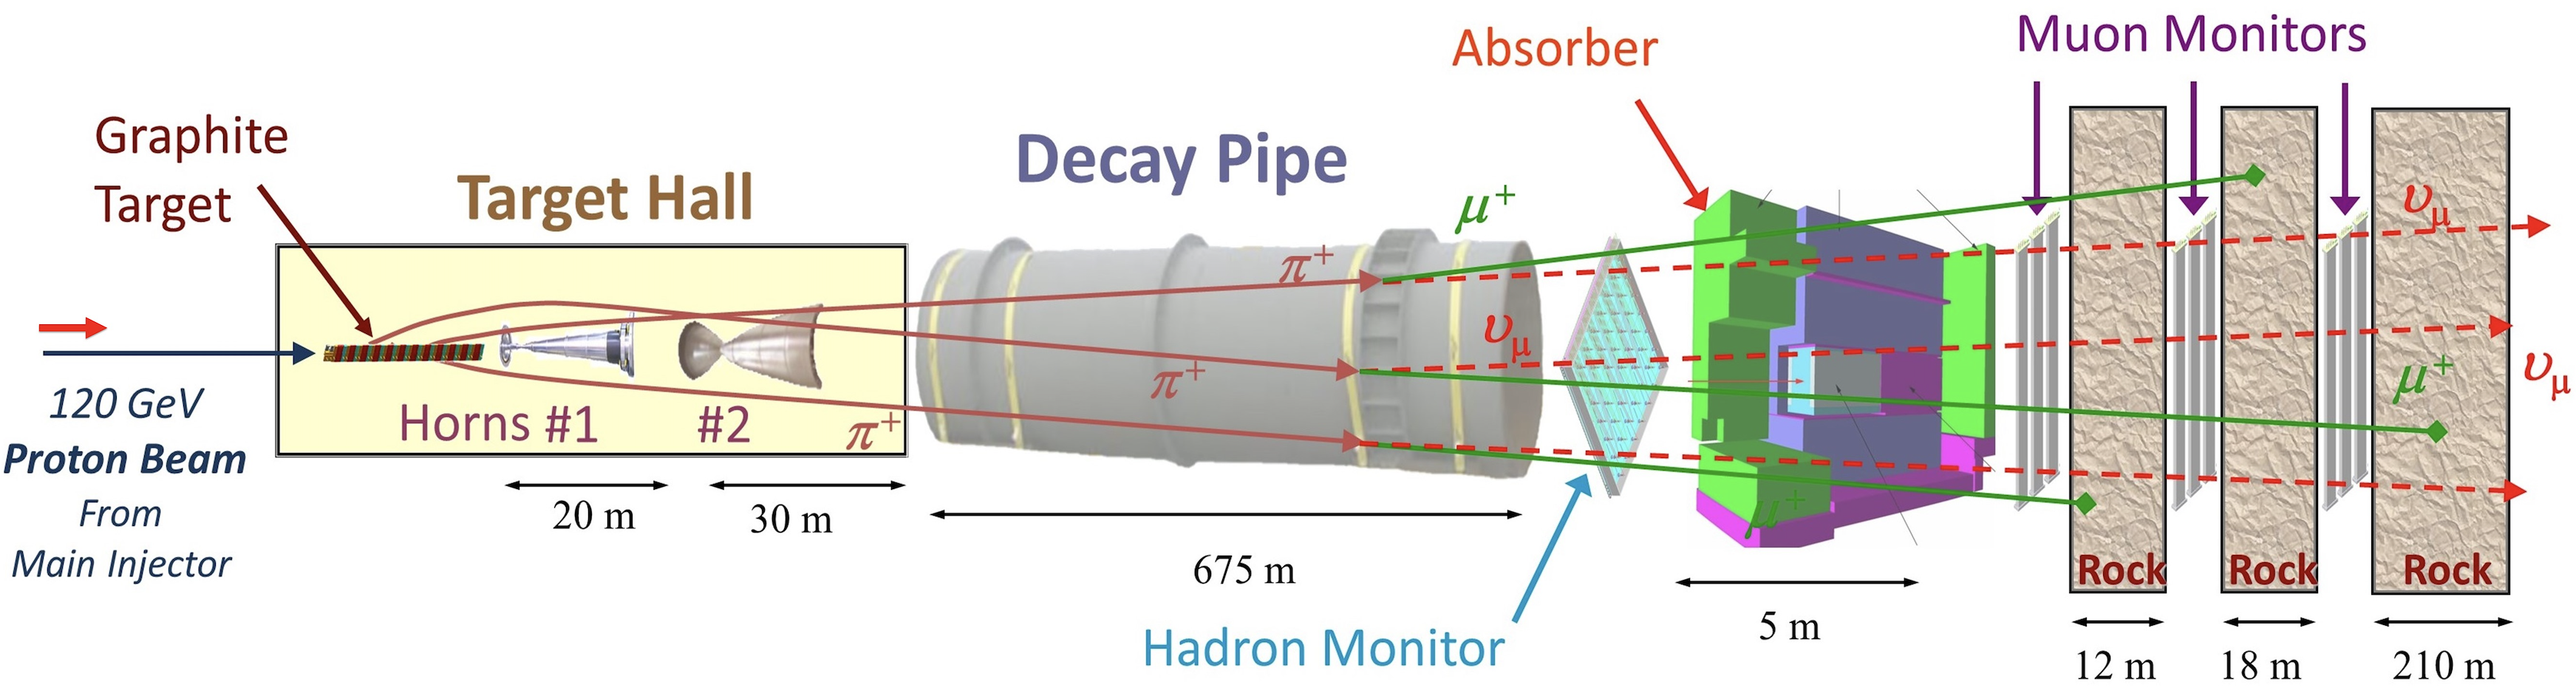 Absorber
Muon Monitors
Graphite
Target
Target Hall
Decay Pipe
μ+
π+
υμ
υμ
120 GeV
Proton Beam
From
Main Injector
Horns #1
#2
π+
π+
μ+
μ+
υμ
20 m
30 m
675 m
Hadron Monitor
5 m
Rock
Rock
Rock
12 m
18 m
210 m